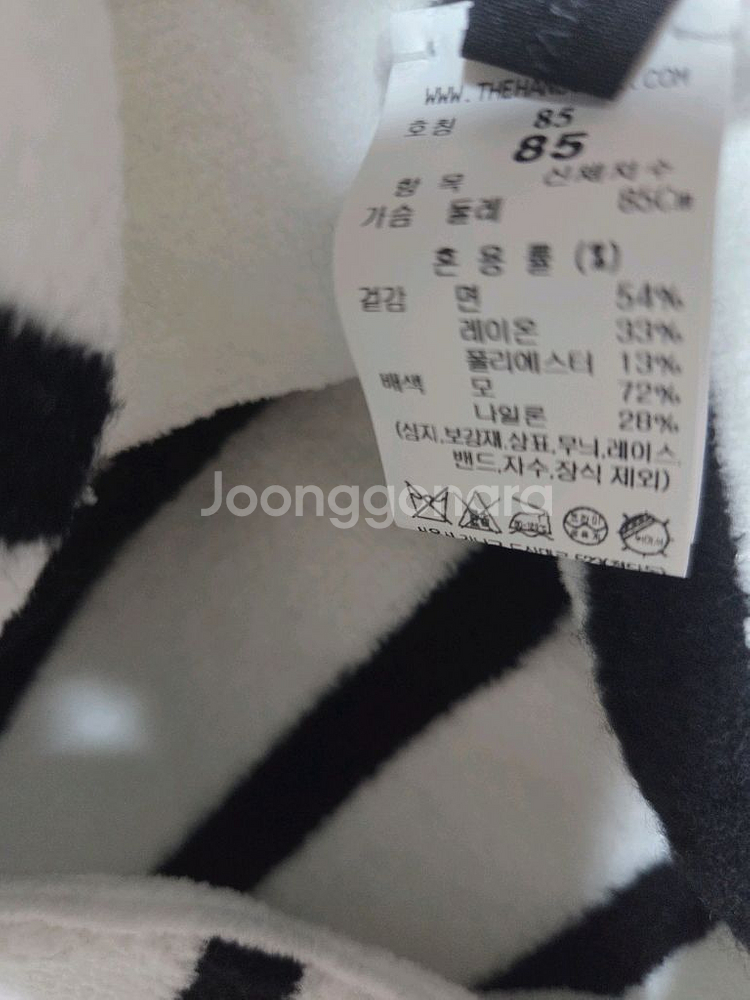 호칭 85
85
항 목 신체치수
가슴 둘레 85Cm
혼 용 률 (%)
겉감 면 54%
레이온 33%
폴리에스터 13%
배색 모 72%
나일론 28%
(심지,보강재,상표,무늬,레이스,
밴드,자수,장식 제외)
Joonggonara